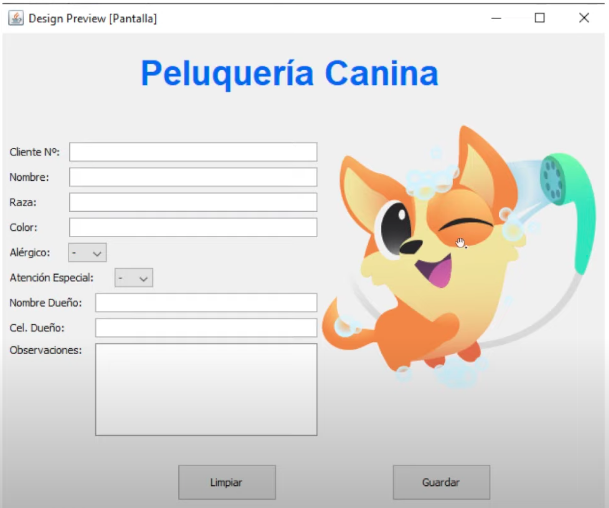 Design Preview [Pantalla]
Peluquería Canina
Cliente Nº:
Nombre:
Raza:
Color:
Alérgico: -
Atención Especial: -
Nombre Dueño:
Cel. Dueño:
Observaciones:
Limpiar Guardar